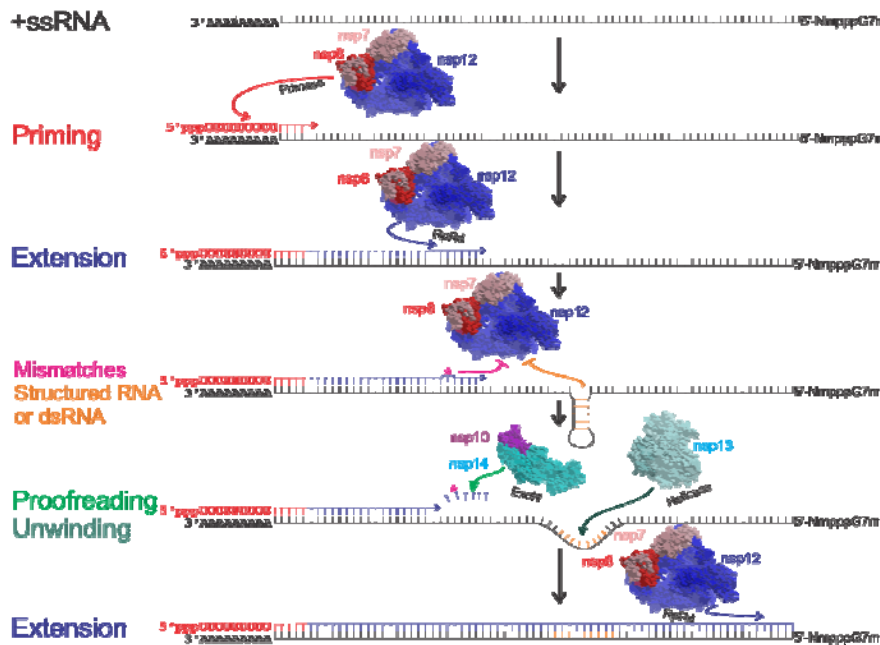 +ssRNA
3'AAAAAAAAA
5'-NmpppG7m
nsp7
nsp8
nsp12
Primase
Priming
5'ppp
3'AAAAAAAAA
5'-NmpppG7m
nsp7
nsp8
nsp12
RdRp
Extension
5'ppp
3'AAAAAAAAA
5'-NmpppG7m
nsp7
nsp8
nsp12
Mismatches
Structured RNA
or dsRNA
5'ppp
3'AAAAAAAAA
5'-NmpppG7m
nsp10
nsp14
ExoN
nsp13
Helicase
Proofreading
Unwinding
5'ppp
3'AAAAAAAAA
5'-NmpppG7m
nsp7
nsp8
nsp12
RdRp
Extension
5'ppp
3'AAAAAAAAA
5'-NmpppG7m